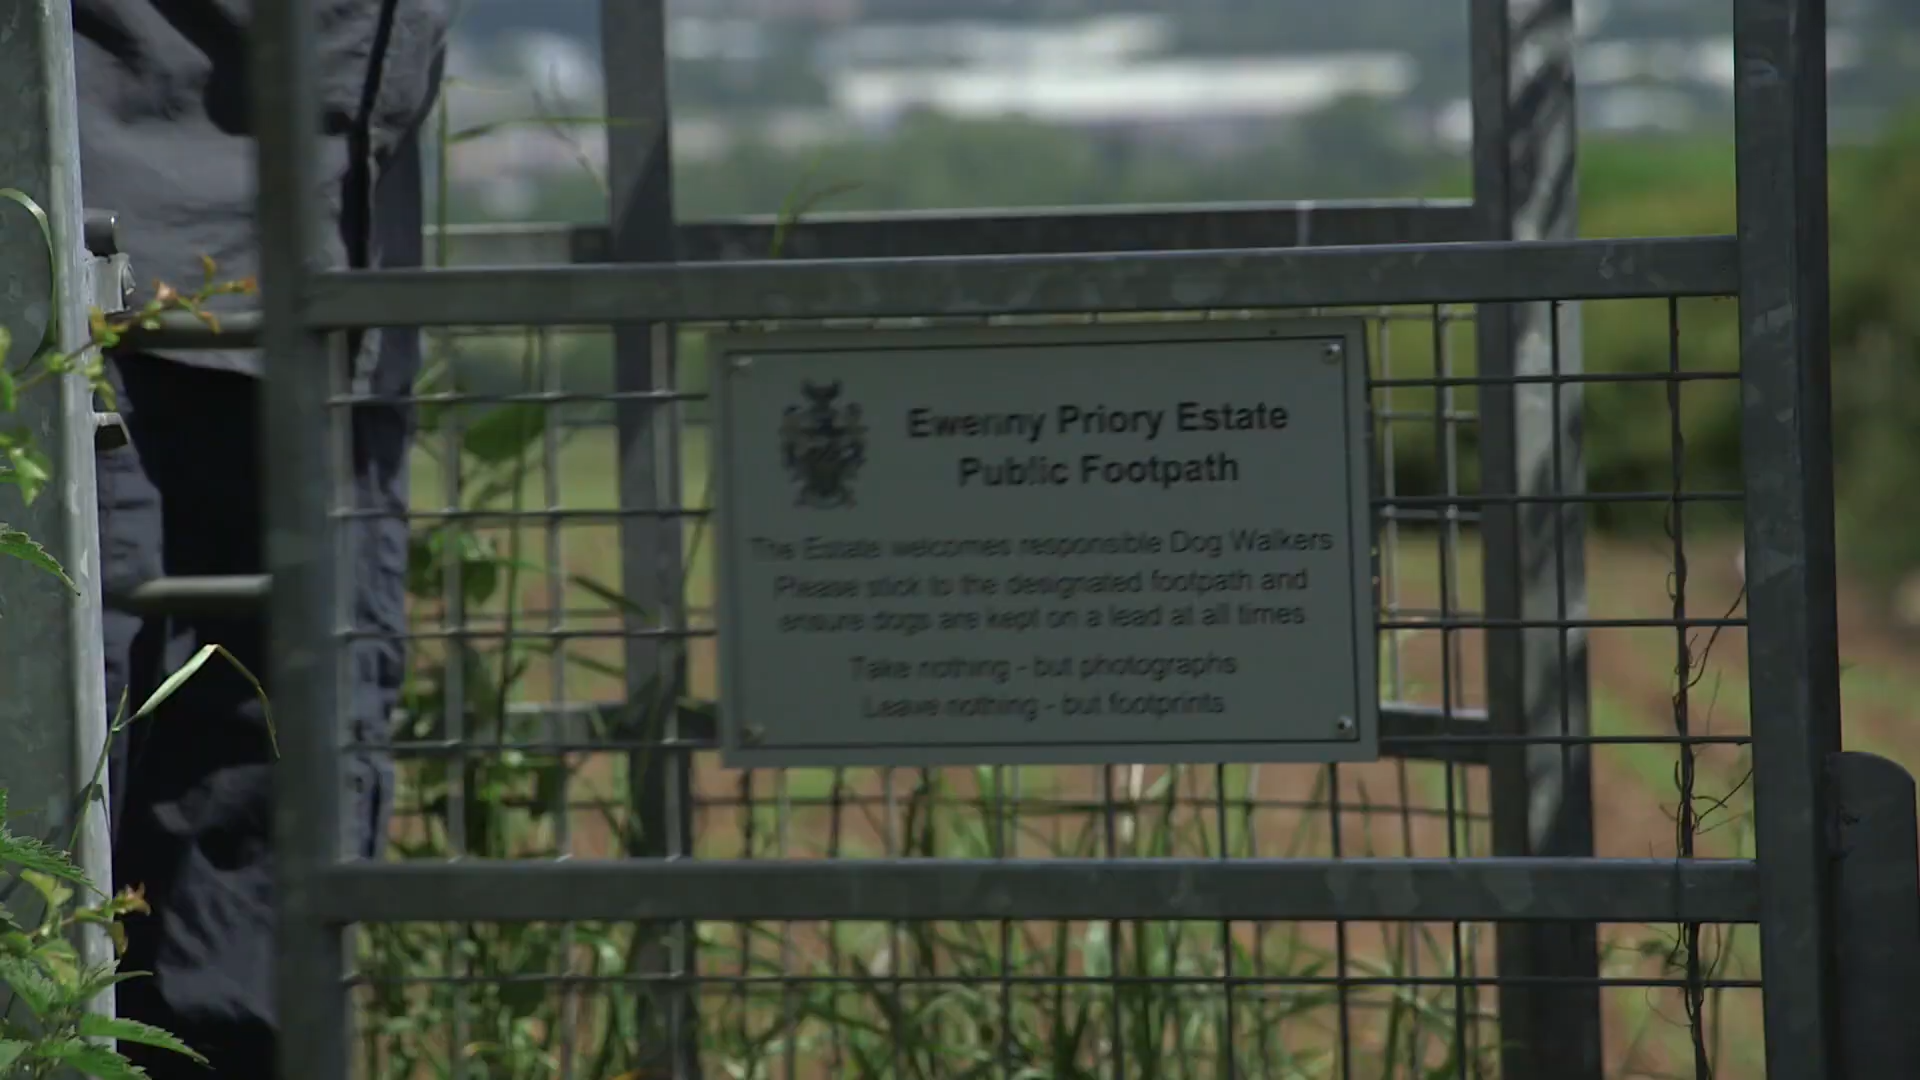 Ewenny Priory Estate
Public Footpath
The Estate welcomes responsible Dog Walkers
Please stick to the designated footpath and
ensure dogs are kept on a lead at all times
Take nothing - but photographs
Leave nothing - but footprints